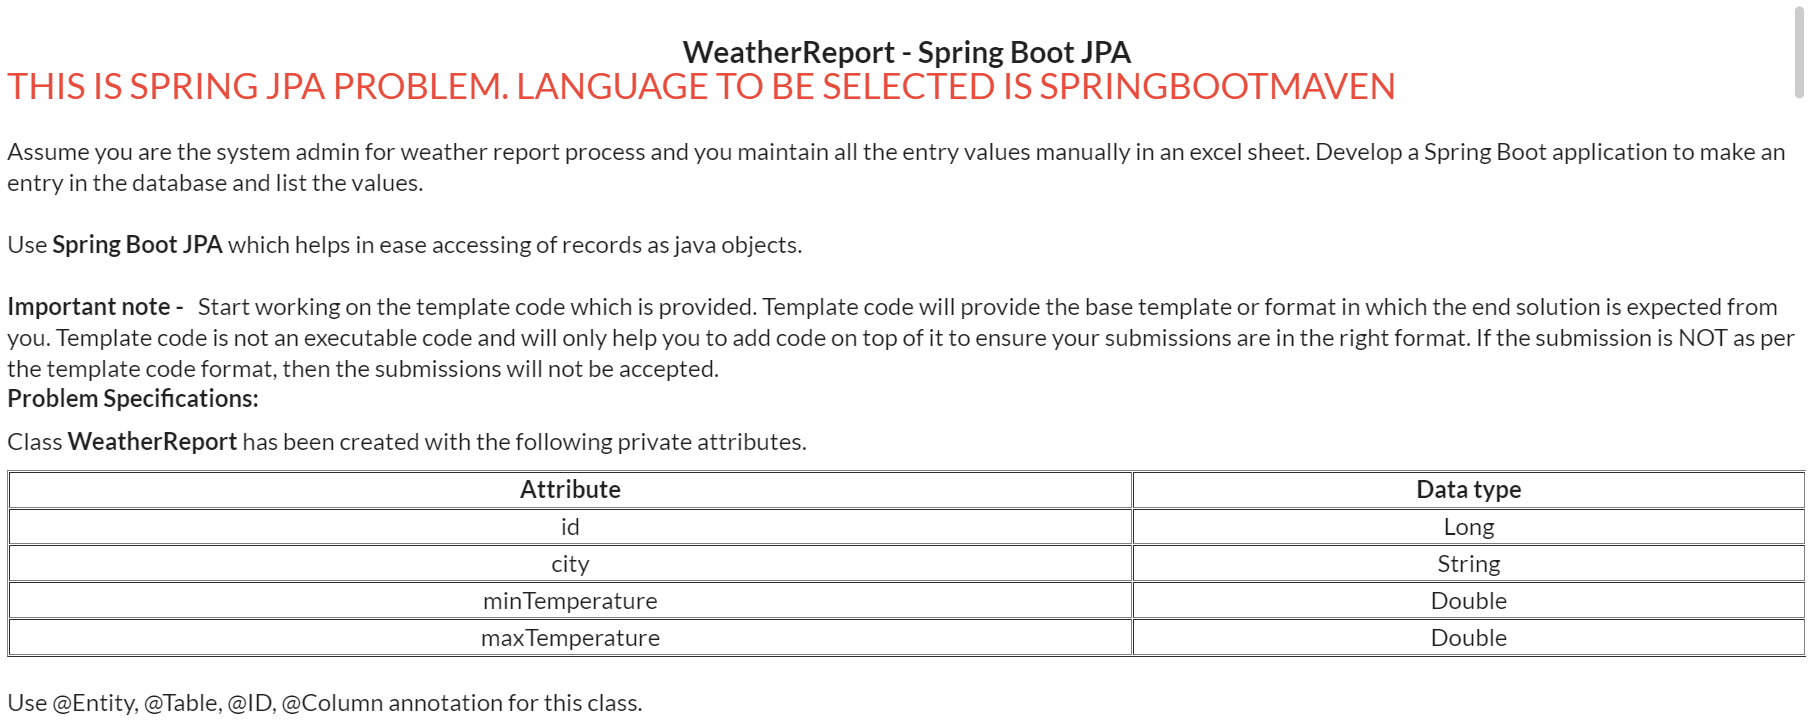 WeatherReport - Spring Boot JPA
THIS IS SPRING JPA PROBLEM. LANGUAGE TO BE SELECTED IS SPRINGBOOTMAVEN
Assume you are the system admin for weather report process and you maintain all the entry values manually in an excel sheet. Develop a Spring Boot application to make an
entry in the database and list the values.
Use Spring Boot JPA which helps in ease accessing of records as java objects.
Important note -   Start working on the template code which is provided. Template code will provide the base template or format in which the end solution is expected from
you. Template code is not an executable code and will only help you to add code on top of it to ensure your submissions are in the right format. If the submission is NOT as per
the template code format, then the submissions will not be accepted.
Problem Specifications:
Class WeatherReport has been created with the following private attributes.
Attribute Data type
id Long
city String
minTemperature Double
maxTemperature Double
Use @Entity, @Table, @ID, @Column annotation for this class.